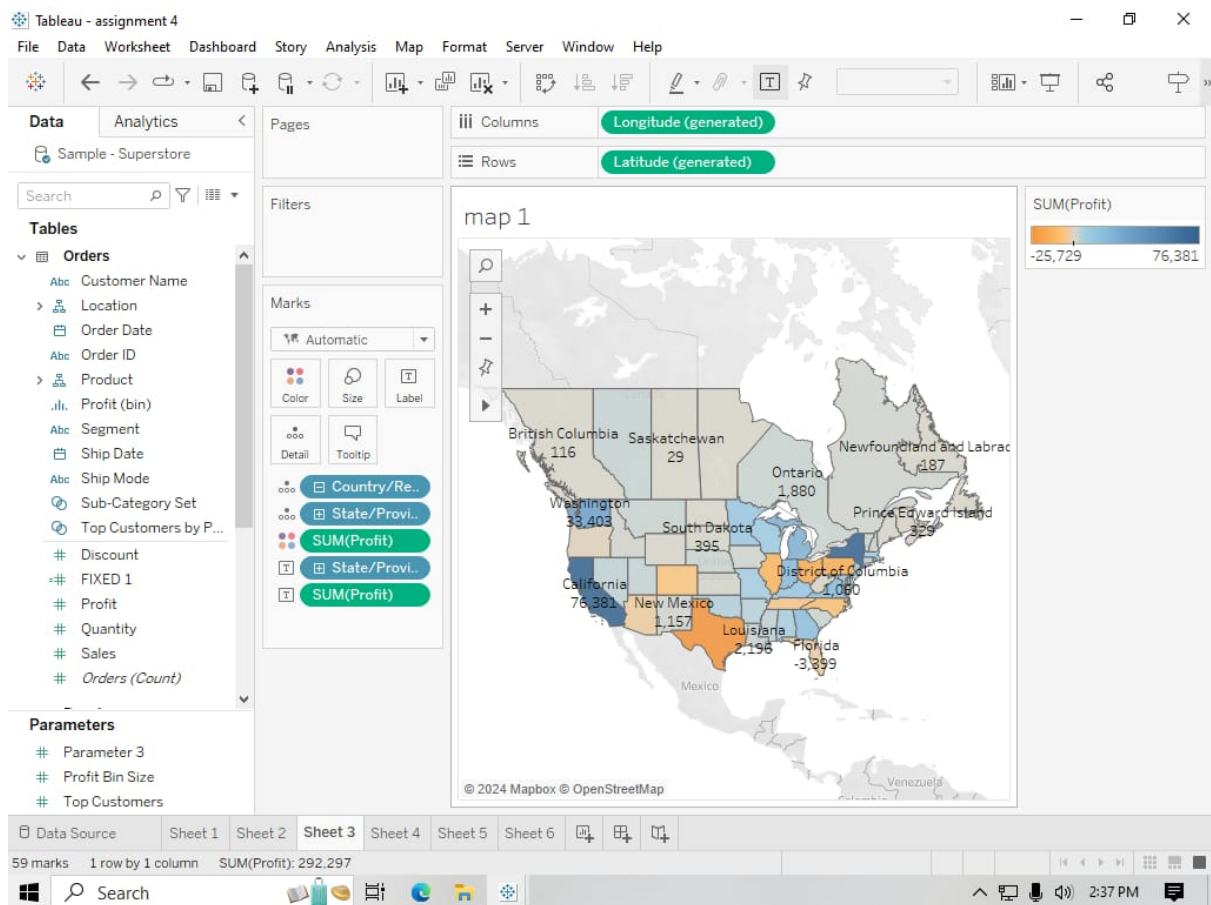 Tableau - assignment 4
File Data Worksheet Dashboard Story Analysis Map Format Server Window Help
Data Analytics
Sample - Superstore
Search
Tables
Orders
Abc Customer Name
Location
Order Date
Abc Order ID
Product
Profit (bin)
Abc Segment
Ship Date
Abc Ship Mode
Sub-Category Set
Top Customers by P...
# Discount
=# FIXED 1
# Profit
# Quantity
# Sales
# Orders (Count)
Parameters
# Parameter 3
# Profit Bin Size
# Top Customers
Pages
Filters
Marks
Automatic
Color Size Label
Detail Tooltip
Country/Re..
State/Provi..
SUM(Profit)
T State/Provi..
T SUM(Profit)
iii Columns Longitude (generated)
Rows Latitude (generated)
map 1
British Columbia
116
Saskatchewan
29
Newfoundland and Labrac
187
Ontario
1,880
Washington
33,403
South Dakota
395
Prince Edward Island
329
District of Columbia
1,060
California
76,381
New Mexico
1,157
Louisiana
2,196
Florida
-3,399
Mexico
Venezuela
© 2024 Mapbox © OpenStreetMap
SUM(Profit)
-25,729 76,381
Data Source Sheet 1 Sheet 2 Sheet 3 Sheet 4 Sheet 5 Sheet 6
59 marks 1 row by 1 column SUM(Profit): 292,297
Search
2:37 PM